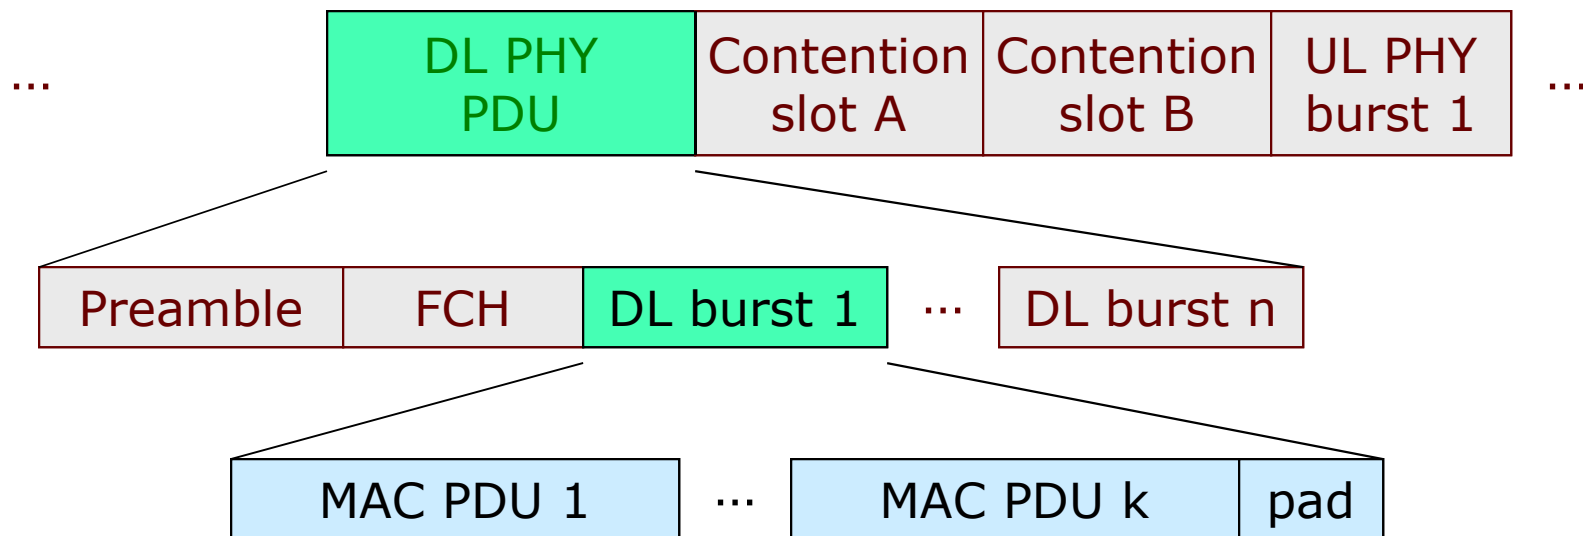 ... DL PHY PDU Contention slot A Contention slot B UL PHY burst 1 ...
Preamble FCH DL burst 1 ... DL burst n
MAC PDU 1 ... MAC PDU k pad